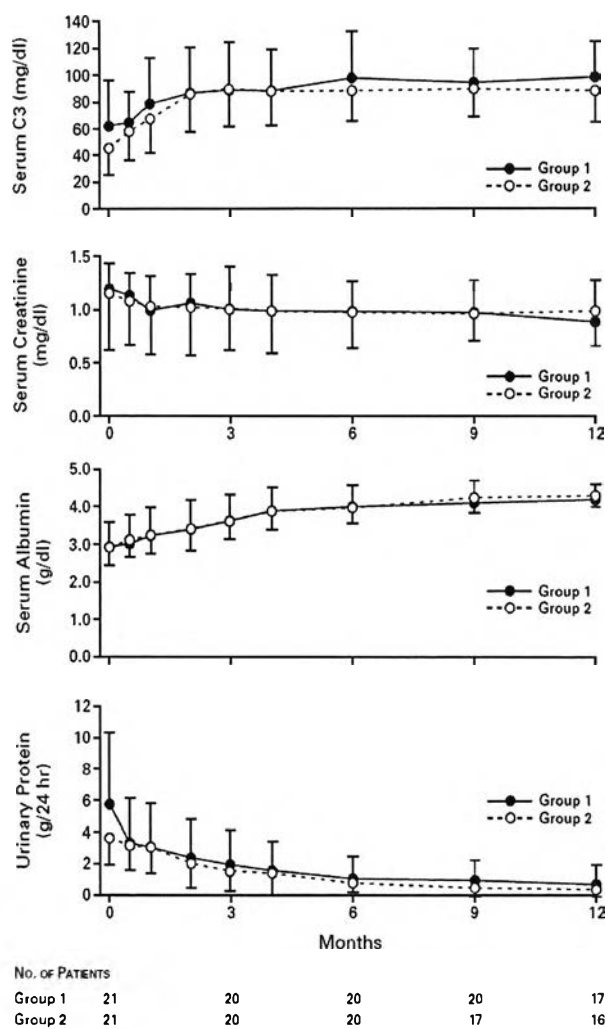 Serum C3 (mg/dl)
140
120
100
80
60
40
20
0
Group 1
Group 2
Serum Creatinine
(mg/dl)
1.5
1.0
0.5
0.0
Group 1
Group 2
0 3 6 9 12
Serum Albumin
(g/dl)
5.0
4.0
3.0
2.0
1.0
0.0
Group 1
Group 2
Urinary Protein
(g/24 hr)
12
10
8
6
4
2
0
Group 1
Group 2
0 3 6 9 12
Months
No. of Patients
Group 1 21 20 20 20 17
Group 2 21 20 20 17 16